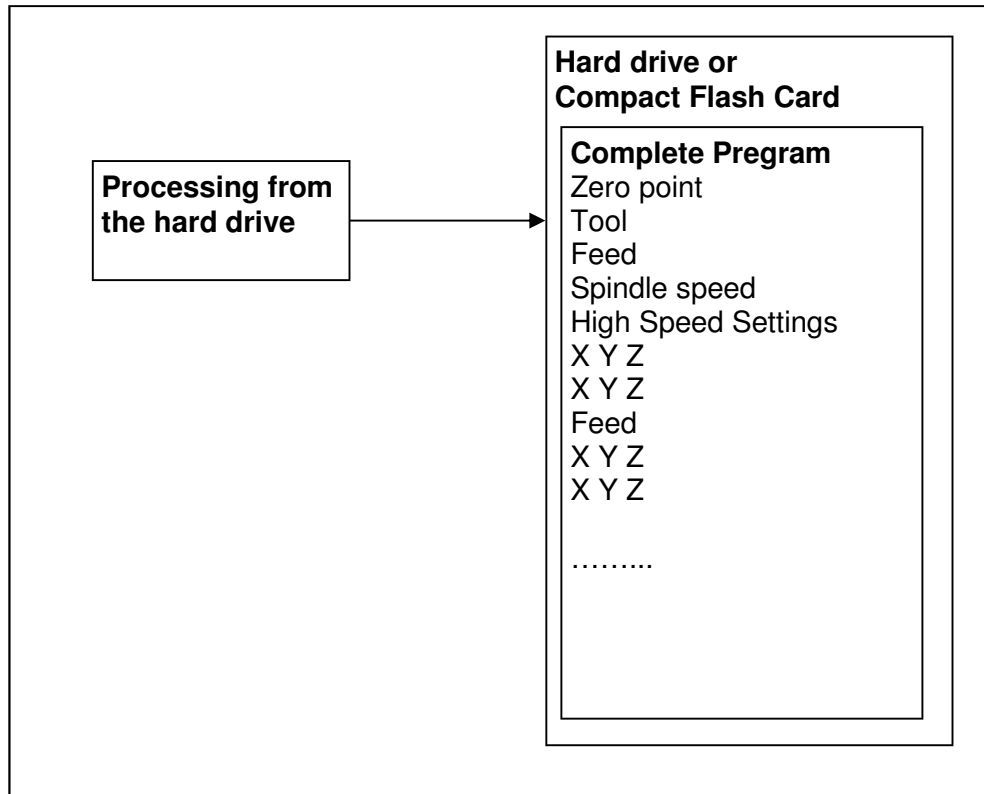 Processing from
the hard drive
Hard drive or
Compact Flash Card
Complete Pregram
Zero point
Tool
Feed
Spindle speed
High Speed Settings
X Y Z
X Y Z
Feed
X Y Z
X Y Z
……...